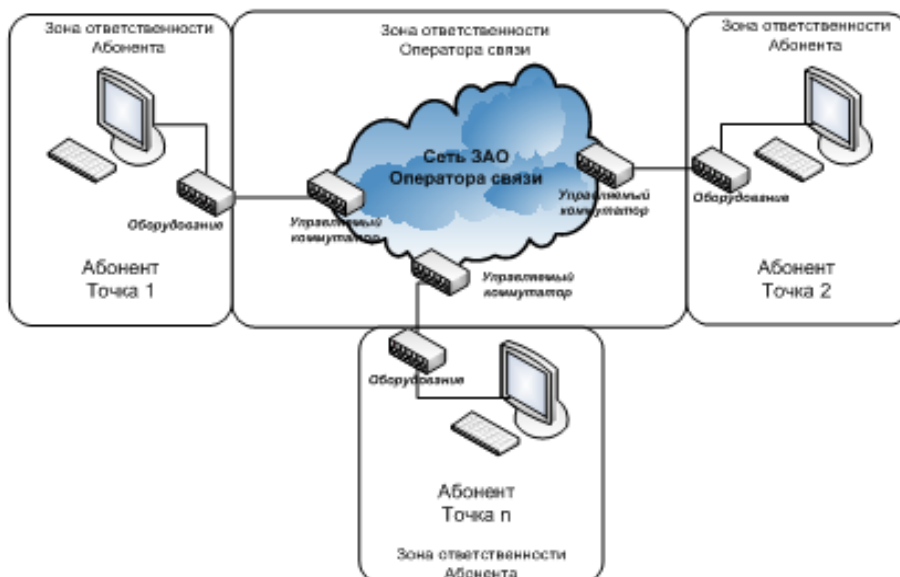 Зона ответственности
Абонента
Оборудование
Абонент
Точка 1
Зона ответственности
Оператора связи
Сеть ЗАО
Оператора связи
Управляемый
коммутатор
Управляемый
коммутатор
Управляемый
коммутатор
Зона ответственности
Абонента
Оборудование
Абонент
Точка 2
Оборудование
Абонент
Точка n
Зона ответственности
Абонента